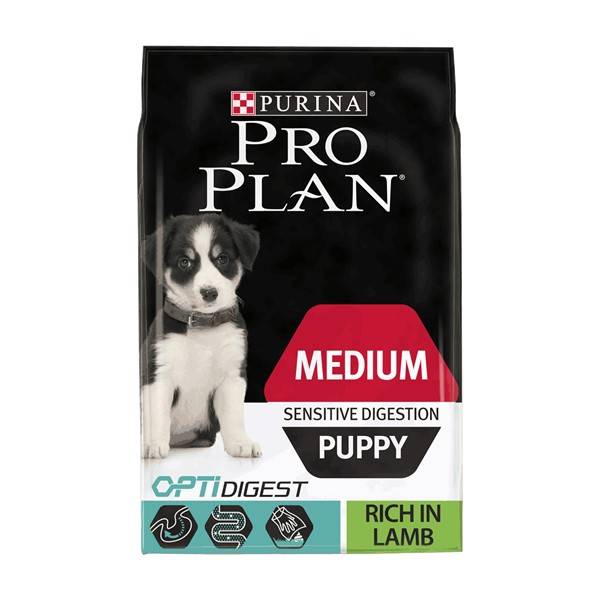 PURINA®
PRO
PLAN®
MEDIUM
SENSITIVE DIGESTION
PUPPY
OPTIDIGEST
RICH IN
LAMB